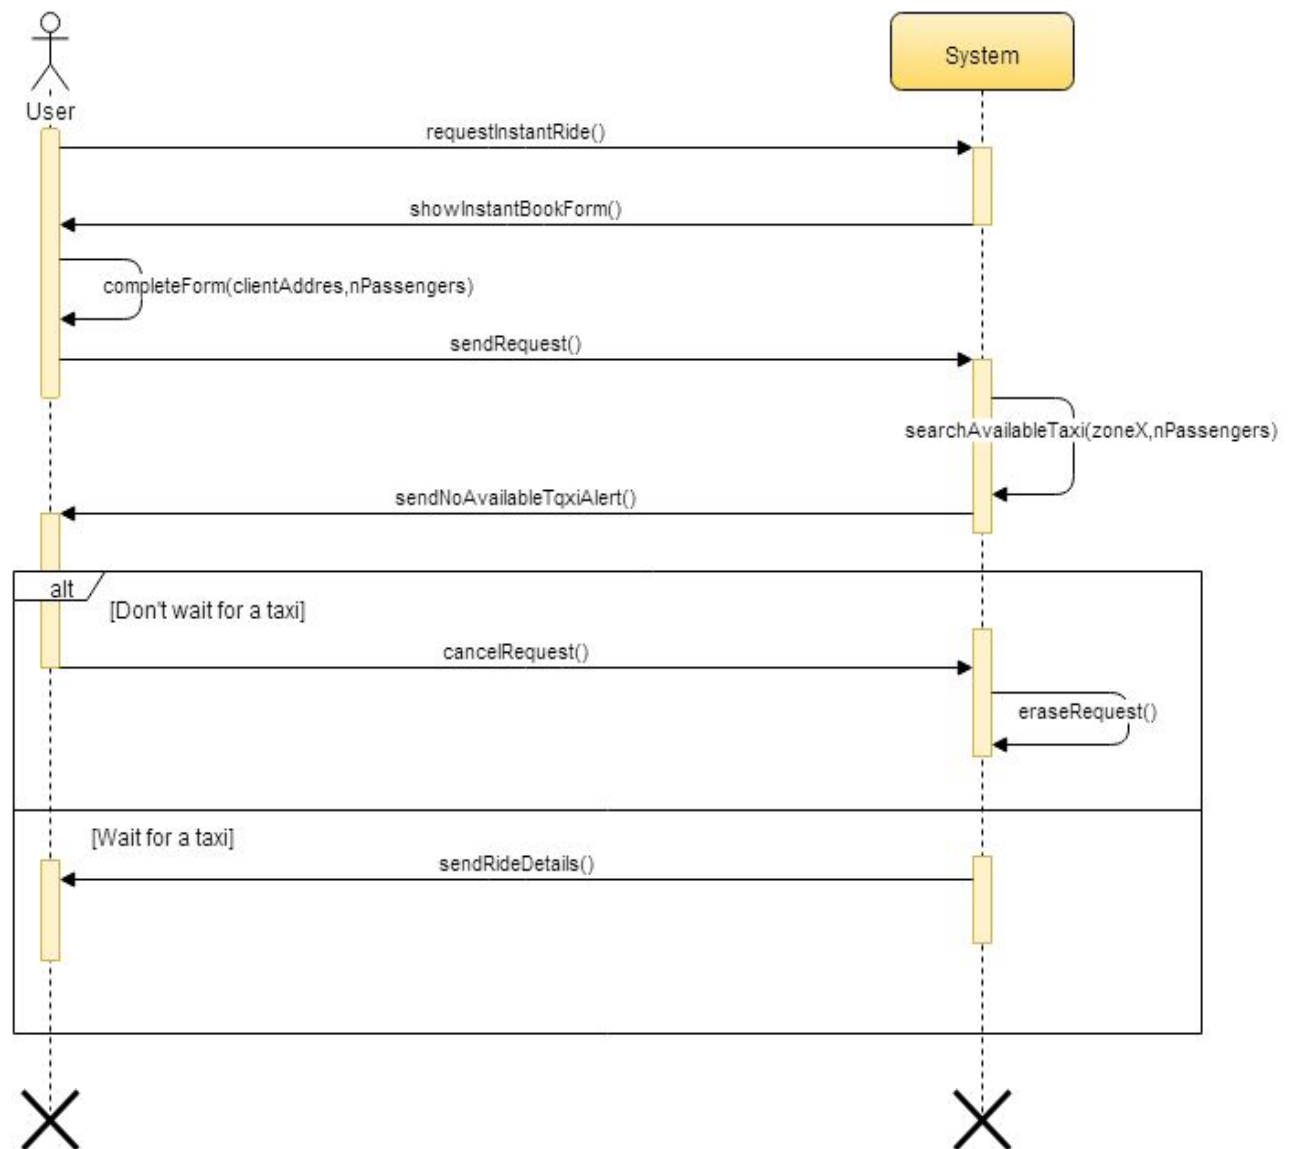 System
User
requestInstantRide()
showInstantBookForm()
completeForm(clientAddres,nPassengers)
sendRequest()
searchAvailableTaxi(zoneX,nPassengers)
sendNoAvailableTqxiAlert()
alt
[Don't wait for a taxi]
cancelRequest()
eraseRequest()
[Wait for a taxi]
sendRideDetails()